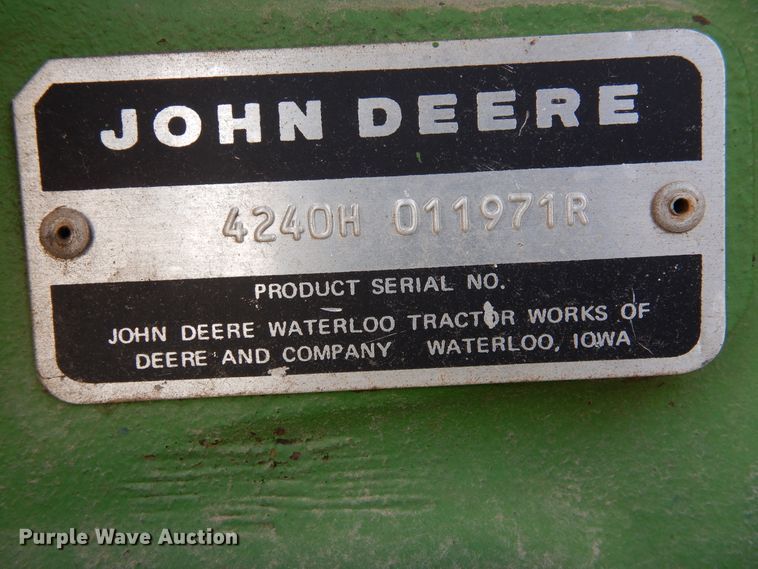 JOHN DEERE
4240H 011971R
PRODUCT SERIAL NO.
JOHN DEERE WATERLOO TRACTOR WORKS OF
DEERE AND COMPANY WATERLOO, IOWA
Purple Wave Auction